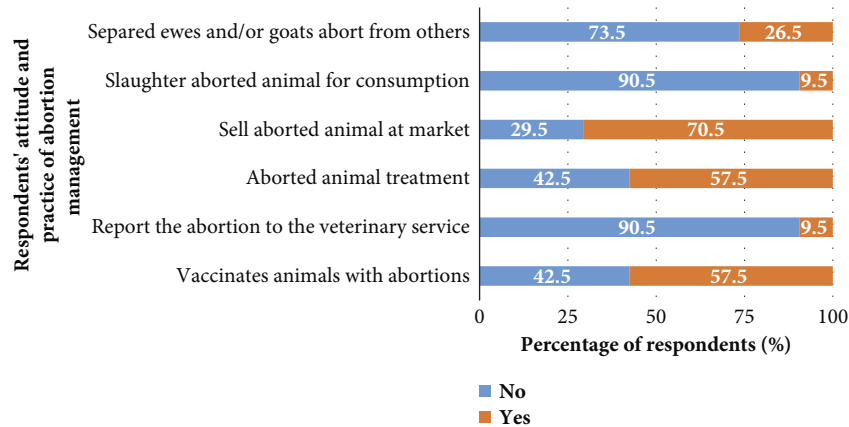 Respondents' attitude and
practice of abortion
management
Separed ewes and/or goats abort from others
73.5 26.5
Slaughter aborted animal for consumption
90.5 9.5
Sell aborted animal at market
29.5 70.5
Aborted animal treatment
42.5 57.5
Report the abortion to the veterinary service
90.5 9.5
Vaccinates animals with abortions
42.5 57.5
0 25 50 75 100
Percentage of respondents (%)
No
Yes